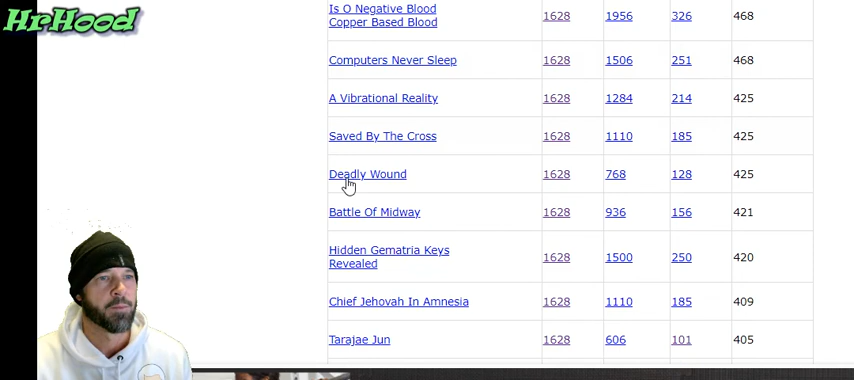 HrHood
Is O Negative Blood 1628 1956 326 468
Copper Based Blood
Computers Never Sleep 1628 1506 251 468
A Vibrational Reality 1628 1284 214 425
Saved By The Cross 1628 1110 185 425
Deadly Wound 1628 768 128 425
Battle Of Midway 1628 936 156 421
Hidden Gematria Keys 1628 1500 250 420
Revealed
Chief Jehovah In Amnesia 1628 1110 185 409
Tarajae Jun 1628 606 101 405